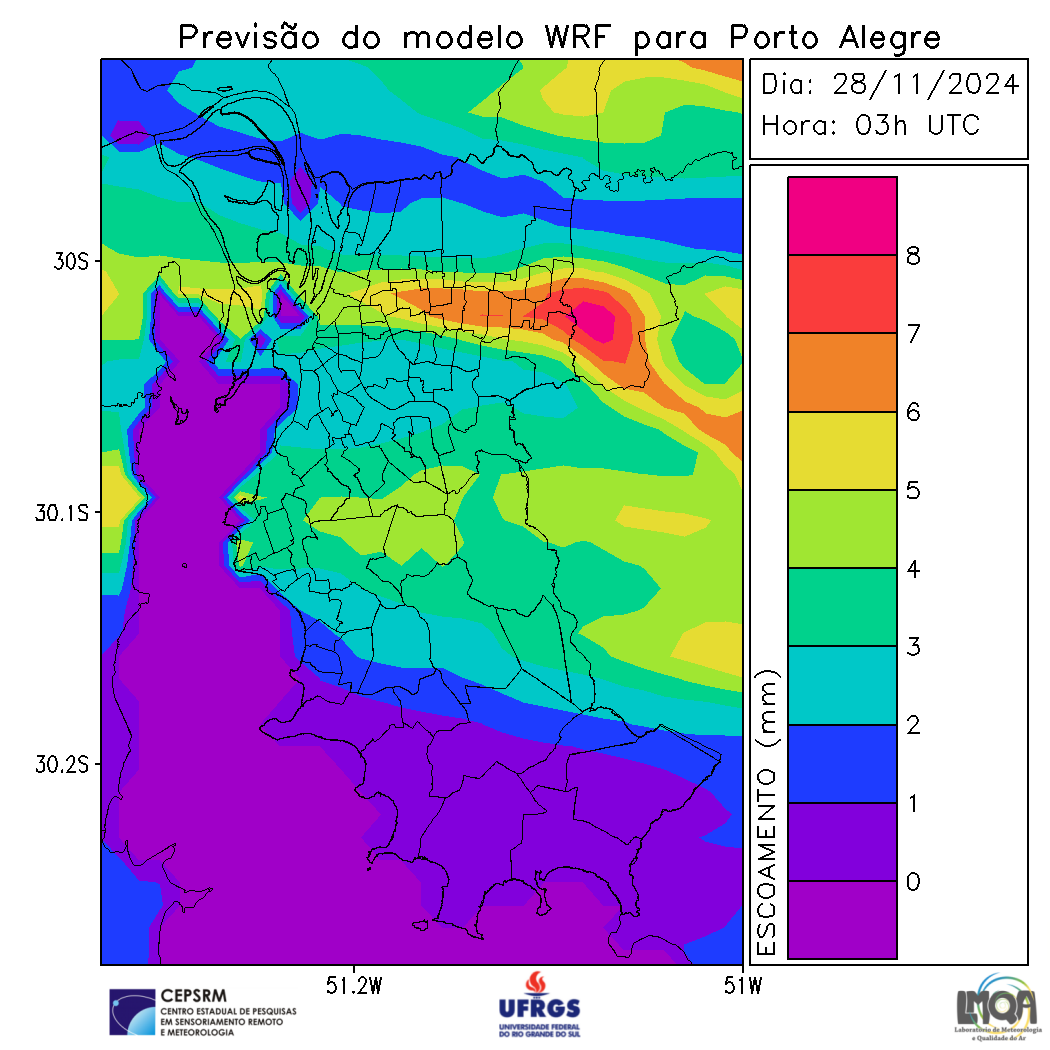 Previsão do modelo WRF para Porto Alegre
Dia: 28/11/2024
Hora: 03h UTC
30S
30.1S
30.2S
51.2W
51W
8
7
6
5
4
3
2
1
0
ESCOAMENTO (mm)
CEPSRM
CENTRO ESTADUAL DE PESQUISAS
EM SENSORIAMENTO REMOTO
E METEOROLOGIA
UFRGS
UNIVERSIDADE FEDERAL
DO RIO GRANDE DO SUL
LMQA
Laboratório de Meteorologia
e Qualidade do Ar